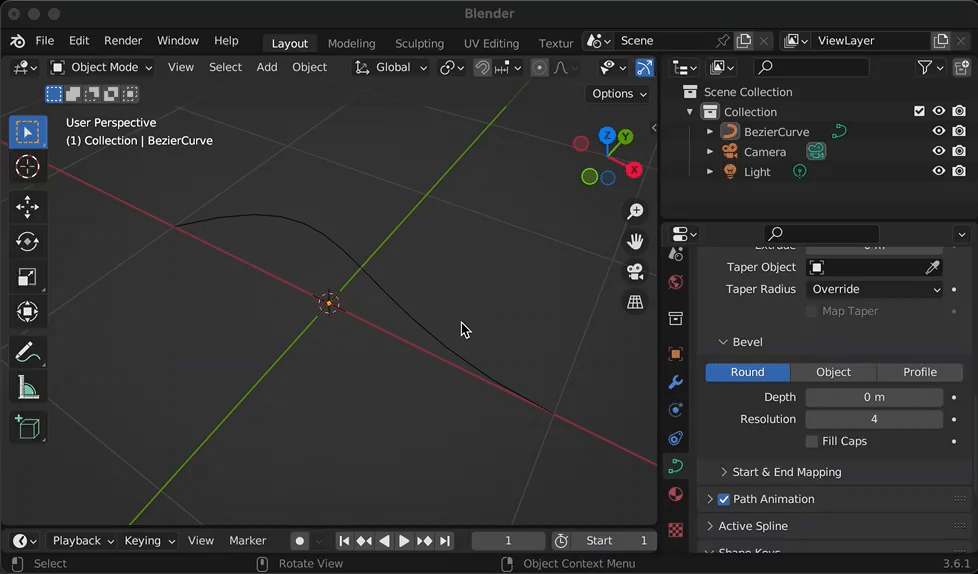 Blender
File Edit Render Window Help Layout Modeling Sculpting UV Editing Textur Scene ViewLayer
Object Mode View Select Add Object Global
Options
User Perspective
(1) Collection | BezierCurve
Z Y X
Scene Collection
Collection
BezierCurve
Camera
Light
Extrude 0 m
Taper Object
Taper Radius Override
Map Taper
Bevel
Round Object Profile
Depth 0 m
Resolution 4
Fill Caps
Start & End Mapping
Path Animation
Active Spline
Shape Keys
Playback Keying View Marker 1 Start 1
Select Rotate View Object Context Menu 3.6.1